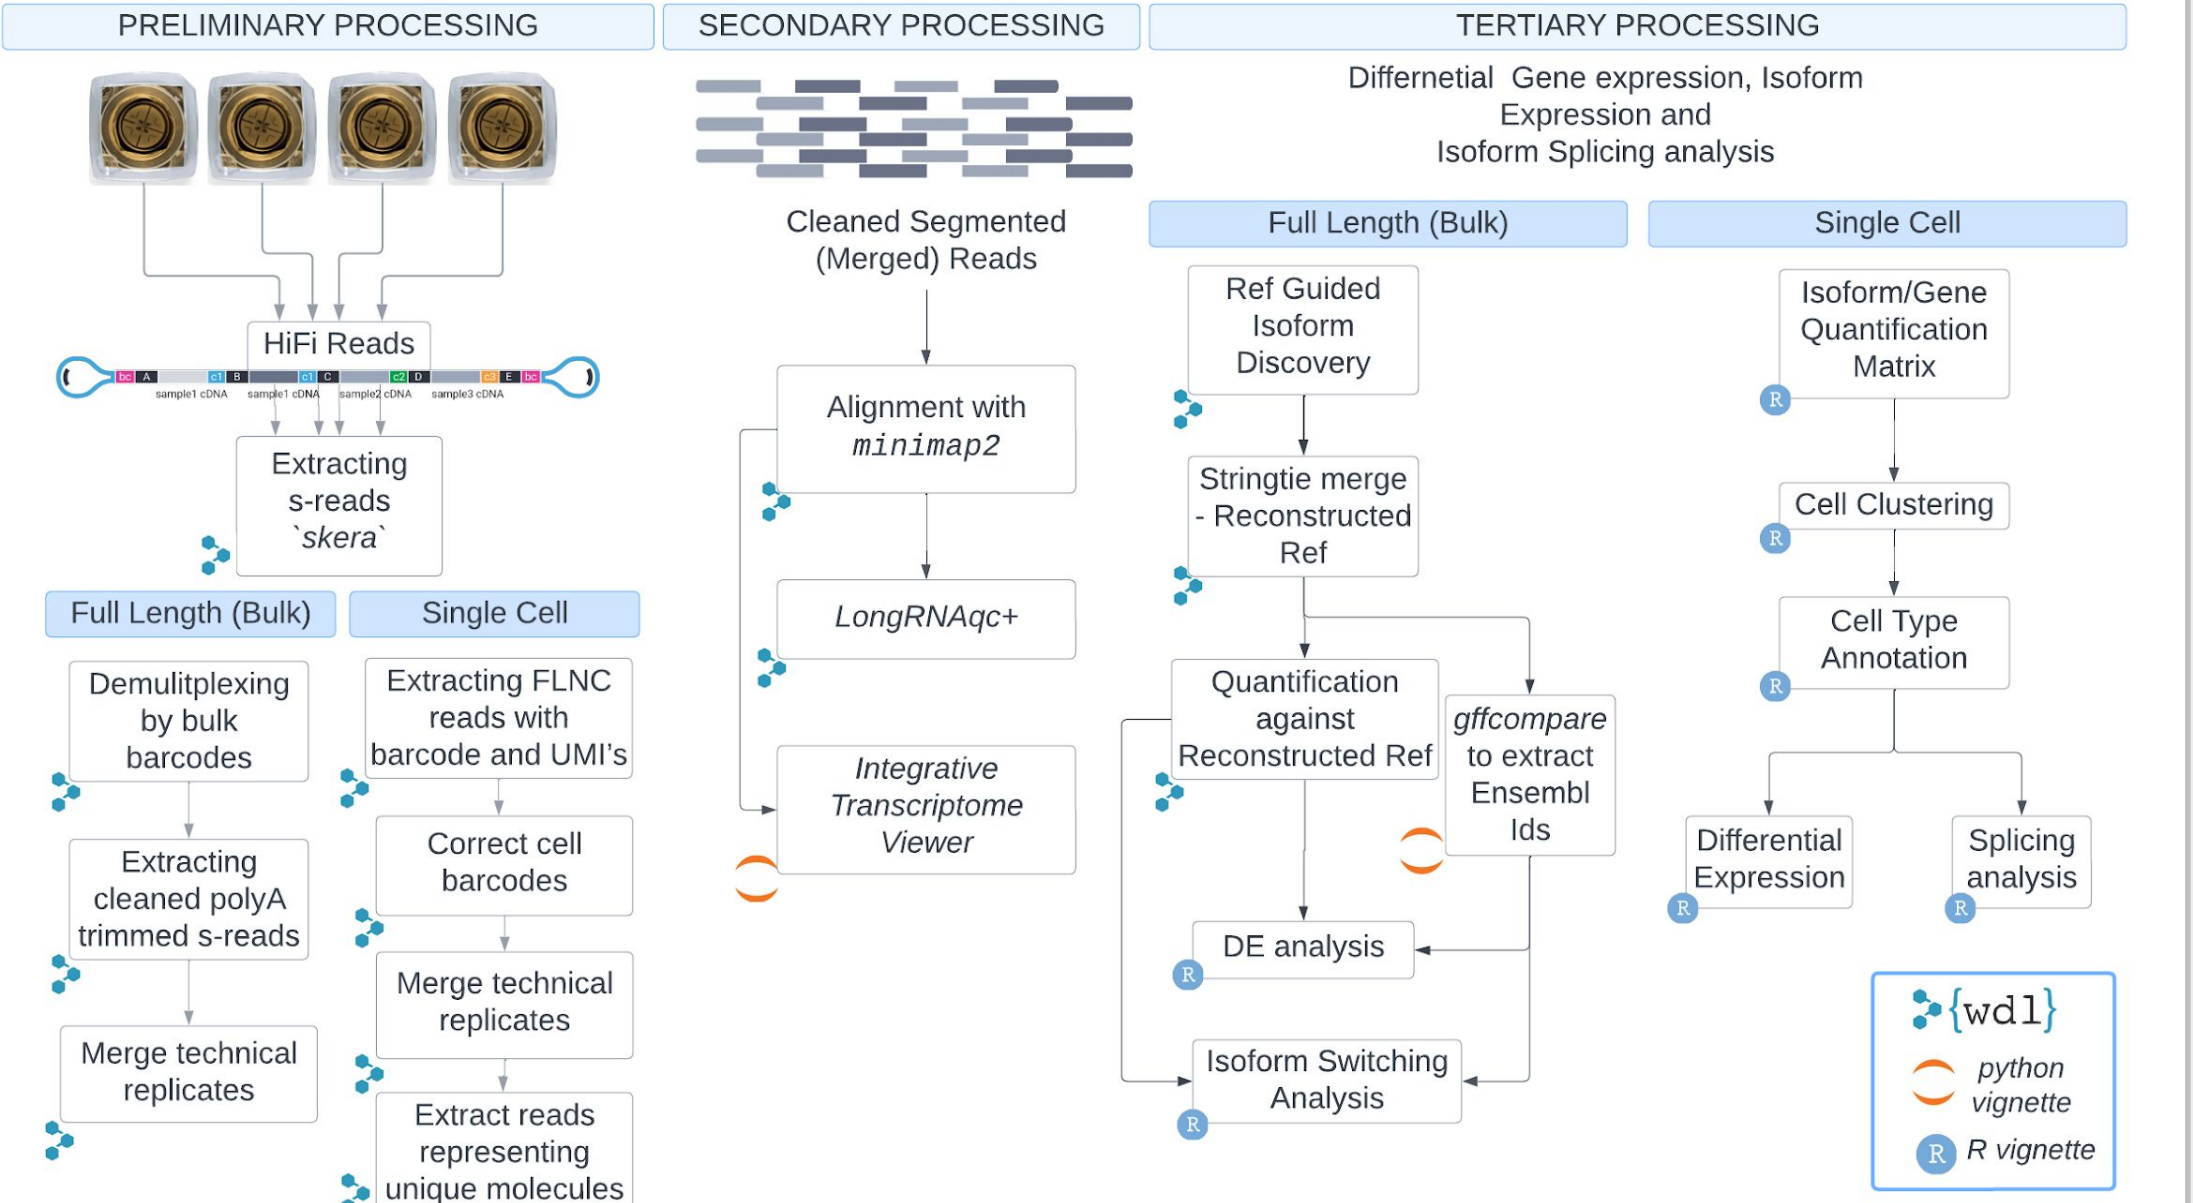 PRELIMINARY PROCESSING
HiFi Reads
bc A c1 B c1 C c2 D c3 E bc
sample1 cDNA sample1 cDNA sample2 cDNA sample3 cDNA
Extracting
s-reads
`skera`
Full Length (Bulk)
Demulitplexing
by bulk
barcodes
Extracting
cleaned polyA
trimmed s-reads
Merge technical
replicates
Single Cell
Extracting FLNC
reads with
barcode and UMI’s
Correct cell
barcodes
Merge technical
replicates
Extract reads
representing
unique molecules
SECONDARY PROCESSING
Cleaned Segmented
(Merged) Reads
Alignment with
minimap2
LongRNAqc+
Integrative
Transcriptome
Viewer
TERTIARY PROCESSING
Differnetial Gene expression, Isoform
Expression and
Isoform Splicing analysis
Full Length (Bulk)
Ref Guided
Isoform
Discovery
Stringtie merge
- Reconstructed
Ref
Quantification
against
Reconstructed Ref
gffcompare
to extract
Ensembl
Ids
DE analysis
R
Isoform Switching
Analysis
R
Single Cell
Isoform/Gene
Quantification
Matrix
R
Cell Clustering
R
Cell Type
Annotation
R
Differential
Expression
R
Splicing
analysis
R
{wdl}
python
vignette
R R vignette